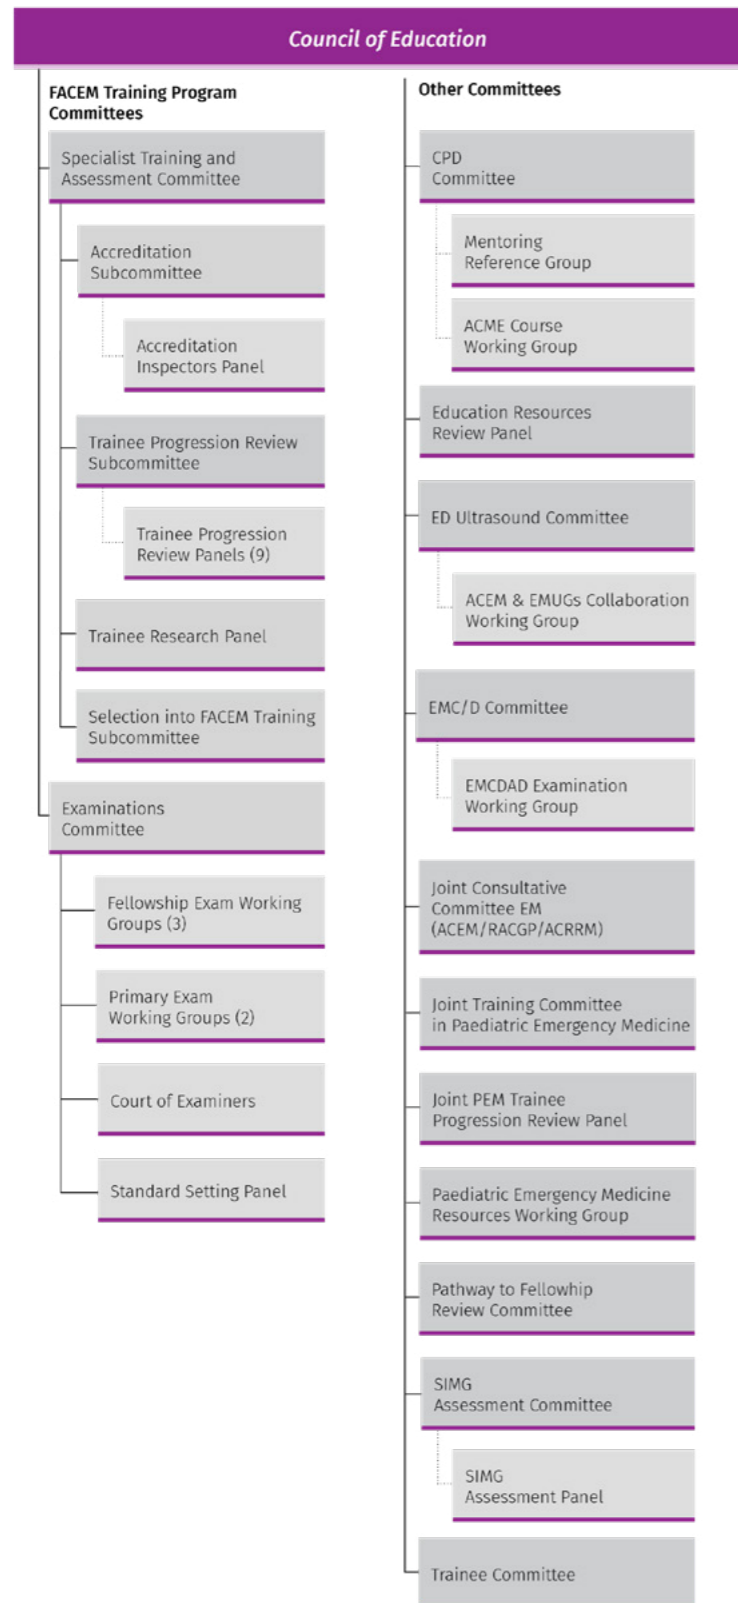 Council of Education
FACEM Training Program
Committees
Specialist Training and
Assessment Committee
Accreditation
Subcommittee
Accreditation
Inspectors Panel
Trainee Progression Review
Subcommittee
Trainee Progression
Review Panels (9)
Trainee Research Panel
Selection into FACEM Training
Subcommittee
Examinations
Committee
Fellowship Exam Working
Groups (3)
Primary Exam
Working Groups (2)
Court of Examiners
Standard Setting Panel
Other Committees
CPD
Committee
Mentoring
Reference Group
ACME Course
Working Group
Education Resources
Review Panel
ED Ultrasound Committee
ACEM & EMUGs Collaboration
Working Group
EMC/D Committee
EMCDAD Examination
Working Group
Joint Consultative
Committee EM
(ACEM/RACGP/ACRRM)
Joint Training Committee
in Paediatric Emergency Medicine
Joint PEM Trainee
Progression Review Panel
Paediatric Emergency Medicine
Resources Working Group
Pathway to Fellowhip
Review Committee
SIMG
Assessment Committee
SIMG
Assessment Panel
Trainee Committee